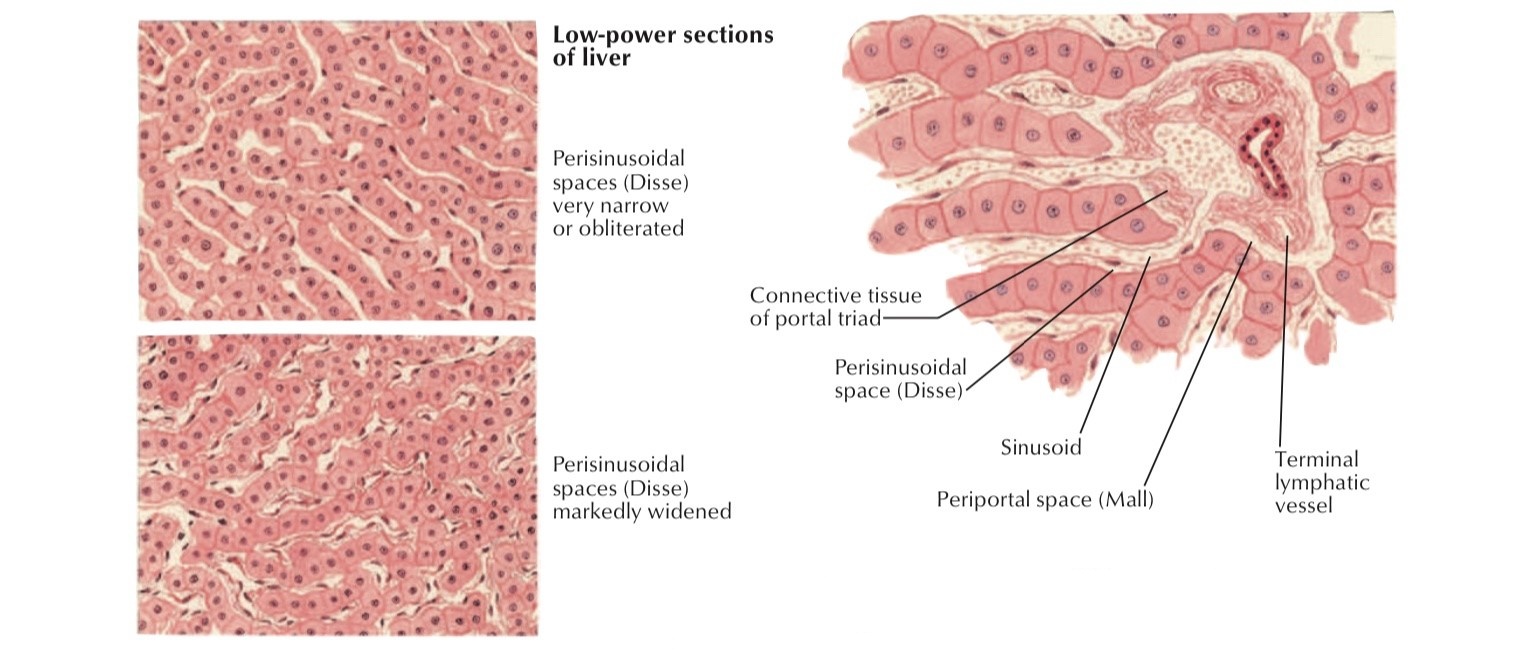 Low-power sections
of liver
Perisinusoidal
spaces (Disse)
very narrow
or obliterated
Perisinusoidal
spaces (Disse)
markedly widened
Connective tissue
of portal triad
Perisinusoidal
space (Disse)
Sinusoid
Periportal space (Mall)
Terminal
lymphatic
vessel